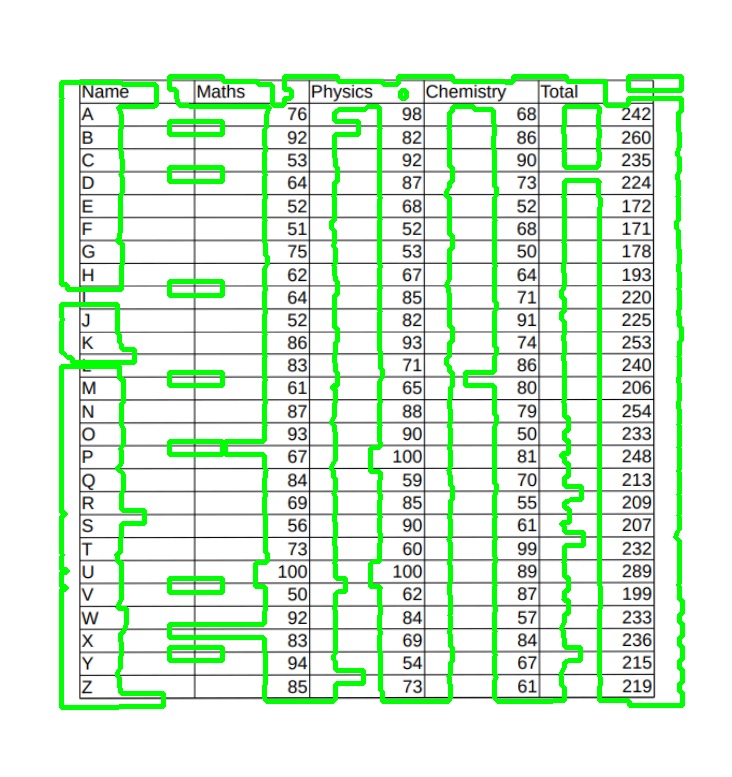 Name Maths Physics Chemistry Total
A 76 98 68 242
B 92 82 86 260
C 53 92 90 235
D 64 87 73 224
E 52 68 52 172
F 51 52 68 171
G 75 53 50 178
H 62 67 64 193
I 64 85 71 220
J 52 82 91 225
K 86 93 74 253
L 83 71 86 240
M 61 65 80 206
N 87 88 79 254
O 93 90 50 233
P 67 100 81 248
Q 84 59 70 213
R 69 85 55 209
S 56 90 61 207
T 73 60 99 232
U 100 100 89 289
V 50 62 87 199
W 92 84 57 233
X 83 69 84 236
Y 94 54 67 215
Z 85 73 61 219